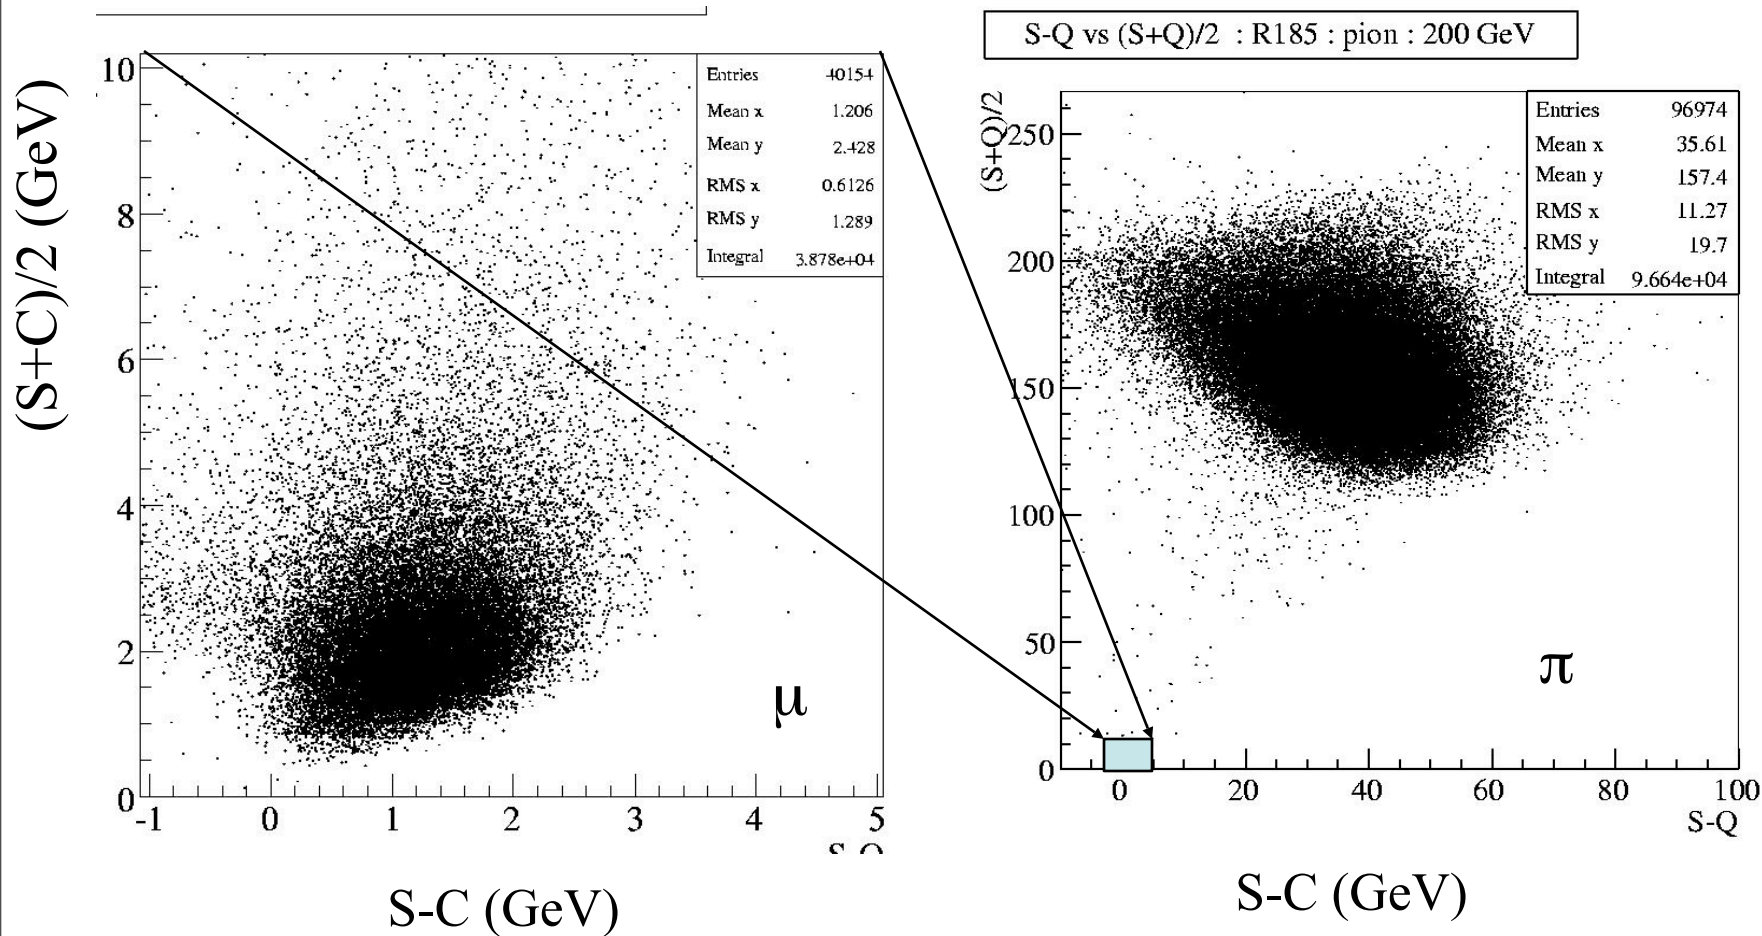 (S+C)/2 (GeV)
10
8
6
4
2
0
-1 0 1 2 3 4 5
Entries 40154
Mean x 1.206
Mean y 2.428
RMS x 0.6126
RMS y 1.289
Integral 3.878e+04
μ
S-C (GeV)
S-Q vs (S+Q)/2 : R185 : pion : 200 GeV
(S+Q)/2
250
200
150
100
50
0
0 20 40 60 80 100
S-Q
Entries 96974
Mean x 35.61
Mean y 157.4
RMS x 11.27
RMS y 19.7
Integral 9.664e+04
π
S-C (GeV)